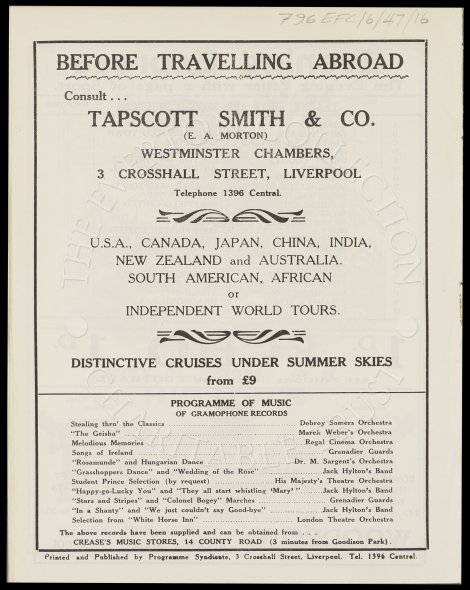 796 EFC/6/47/16
BEFORE TRAVELLING ABROAD
Consult . . .
TAPSCOTT SMITH & CO.
(E. A. MORTON)
WESTMINSTER CHAMBERS,
3 CROSSHALL STREET, LIVERPOOL
Telephone 1396 Central.
U.S.A., CANADA, JAPAN, CHINA, INDIA,
NEW ZEALAND and AUSTRALIA.
SOUTH AMERICAN, AFRICAN
or
INDEPENDENT WORLD TOURS.
DISTINCTIVE CRUISES UNDER SUMMER SKIES
from £9
PROGRAMME OF MUSIC
OF GRAMOPHONE RECORDS
Stealing thro' the Classics Debroy Somers Orchestra
"The Geisha" Marek Weber's Orchestra
Melodious Memories Regal Cinema Orchestra
Songs of Ireland Grenadier Guards
"Rosamunde" and Hungarian Dance Dr. M. Sargent's Orchestra
"Grasshoppers Dance" and "Wedding of the Rose" Jack Hylton's Band
Student Prince Selection (by request) His Majesty's Theatre Orchestra
"Happy-go-Lucky You" and "They all start whistling 'Mary'" Jack Hylton's Band
"Stars and Stripes" and "Colonel Bogey" Marches Grenadier Guards
"In a Shanty" and "We just couldn't say Good-bye" Jack Hylton's Band
Selection from "White Horse Inn" London Theatre Orchestra
The above records have been supplied and can be obtained from . . .
CREASE'S MUSIC STORES, 14 COUNTY ROAD (3 minutes from Goodison Park).
Printed and Published by Programme Syndicate, 3 Crosshall Street, Liverpool. Tel. 1396 Central.
THE EVERTON COLLECTION
CHARITABLE TRUST